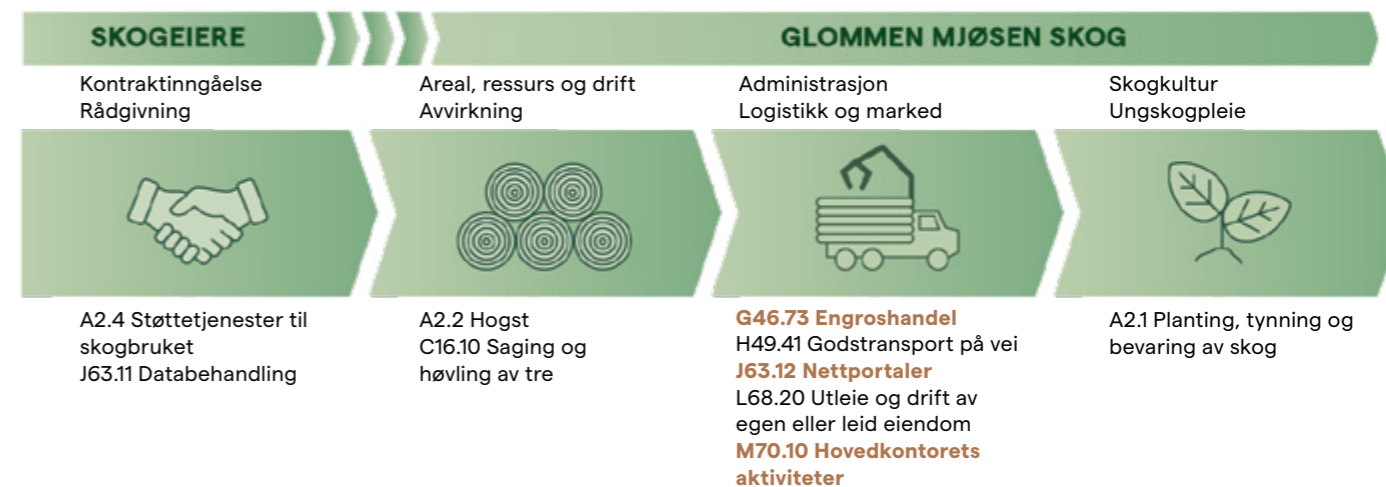 SKOGEIERE
GLOMMEN MJØSEN SKOG
Kontraktinngåelse
Rådgivning
Areal, ressurs og drift
Avvirkning
Administrasjon
Logistikk og marked
Skogkultur
Ungskogpleie
A2.4 Støttetjenester til
skogbruket
J63.11 Databehandling
A2.2 Hogst
C16.10 Saging og
høvling av tre
G46.73 Engroshandel
H49.41 Godstransport på vei
J63.12 Nettportaler
L68.20 Utleie og drift av
egen eller leid eiendom
M70.10 Hovedkontorets
aktiviteter
A2.1 Planting, tynning og
bevaring av skog